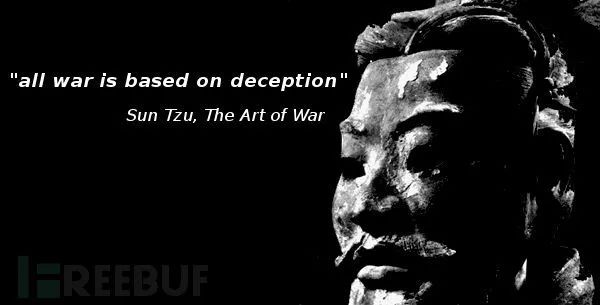 "all war is based on deception"
Sun Tzu, The Art of War
FREEBUF